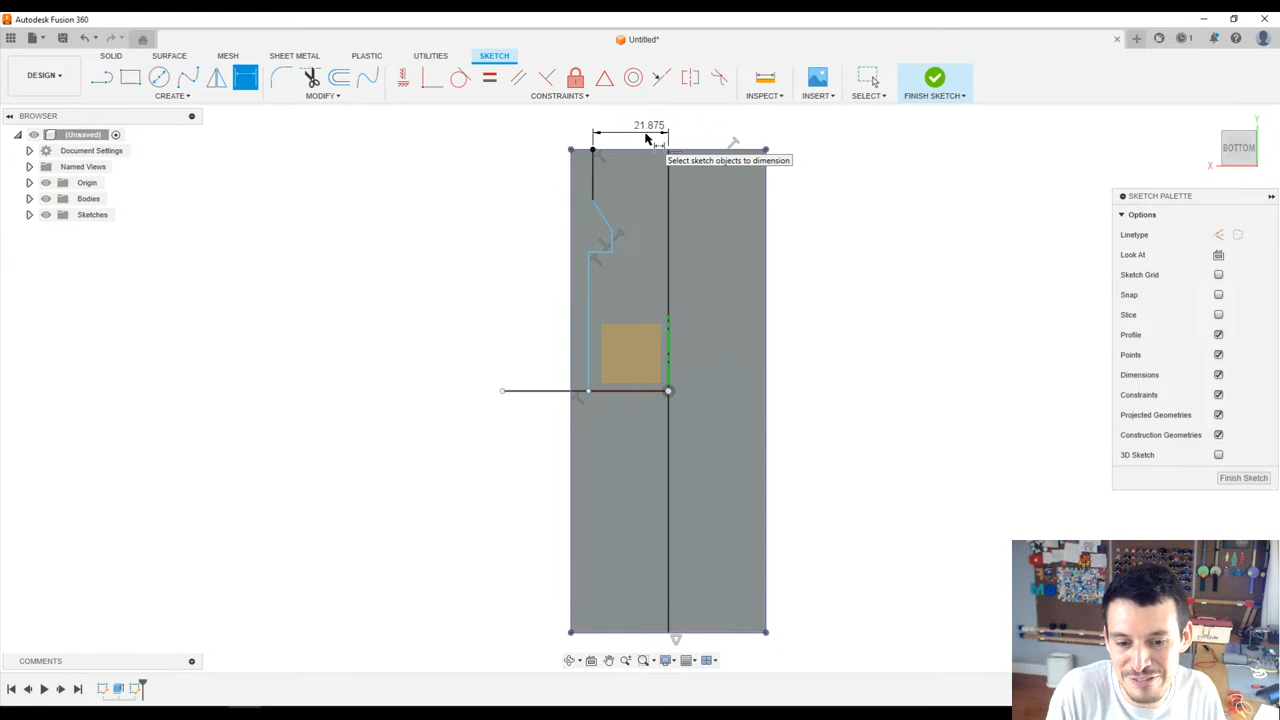 Autodesk Fusion 360
Untitled*
1
DESIGN
SOLID
SURFACE
MESH
SHEET METAL
PLASTIC
UTILITIES
SKETCH
CREATE
MODIFY
CONSTRAINTS
INSPECT
INSERT
SELECT
FINISH SKETCH
BROWSER
(Unsaved)
Document Settings
Named Views
Origin
Bodies
Sketches
21.875
Select sketch objects to dimension
Y
BOTTOM
X
SKETCH PALETTE
Options
Linetype
Look At
Sketch Grid
Snap
Slice
Profile
Points
Dimensions
Constraints
Projected Geometries
Construction Geometries
3D Sketch
Finish Sketch
COMMENTS